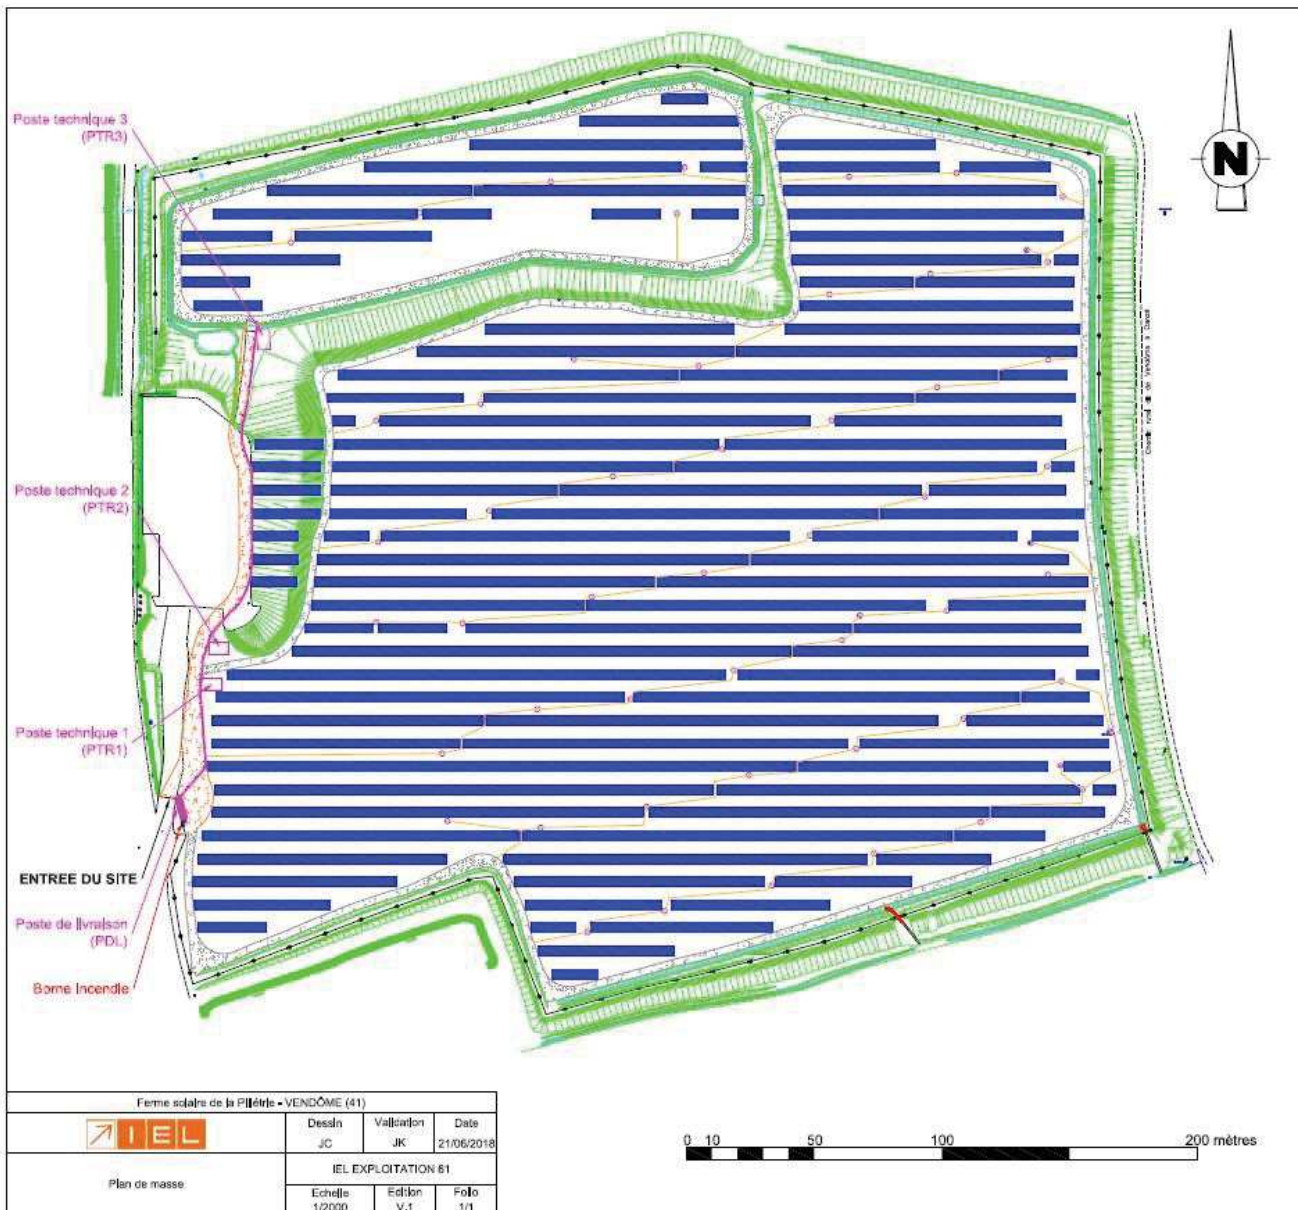 Poste technique 3
(PTR3)
N
Poste technique 2
(PTR2)
Poste technique 1
(PTR1)
ENTREE DU SITE
Poste de livraison
(PDL)
Borne Incendie
Ferme solaire de la Pilétrie - VENDÔME (41)
IEL
Dessin Validation Date
JC JK 21/06/2018
IEL EXPLOITATION 61
Plan de masse
Echelle Edition Folio
1/2000 V.1 1/1
0 10 50 100 200 mètres